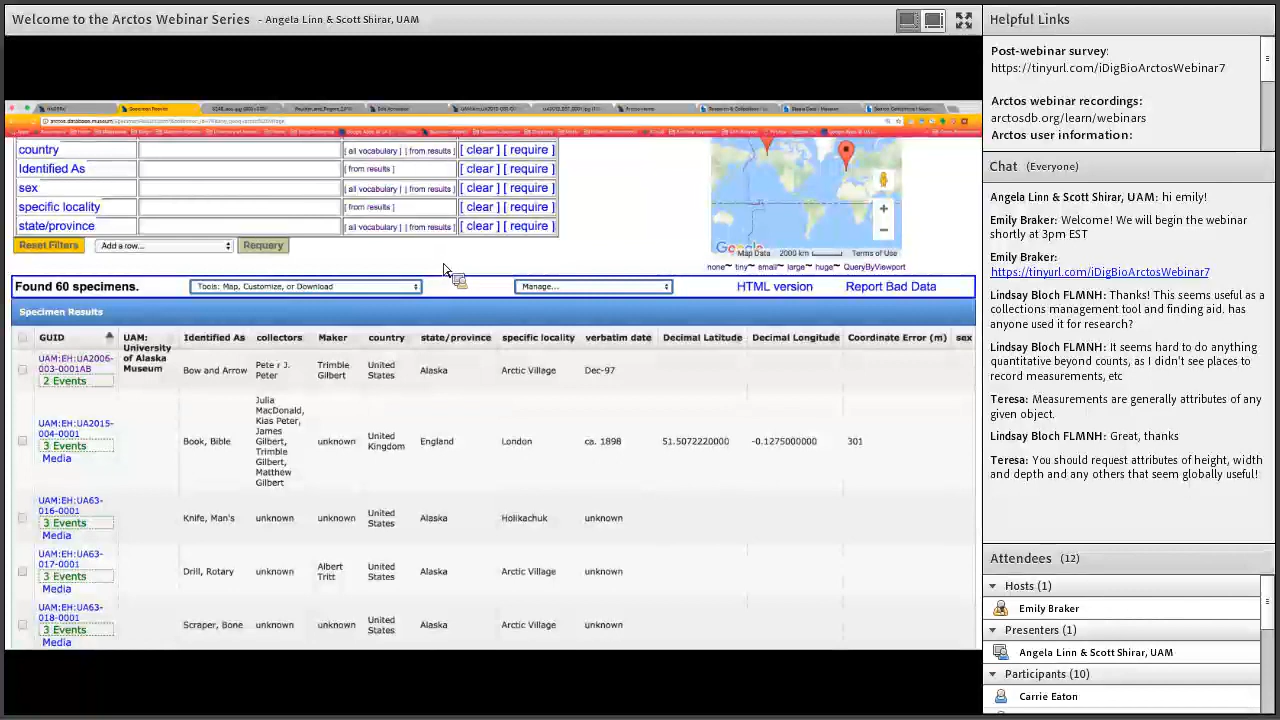 Welcome to the Arctos Webinar Series - Angela Linn & Scott Shirar, UAM
country [ all vocabulary ] [ from results ] [ clear ] [ require ]
Identified As [ from results ] [ clear ] [ require ]
sex [ all vocabulary ] [ from results ] [ clear ] [ require ]
specific locality [ from results ] [ clear ] [ require ]
state/province [ all vocabulary ] [ from results ] [ clear ] [ require ]
Reset Filters Add a row... Requery
Google Map Data 2000 km Terms of Use
none~ tiny~ small~ large~ huge~ QueryByViewport
Found 60 specimens. Tools: Map, Customize, or Download Manage... HTML version Report Bad Data
Specimen Results
GUID UAM: University of Alaska Museum Identified As collectors Maker country state/province specific locality verbatim date Decimal Latitude Decimal Longitude Coordinate Error (m) sex
UAM:EH:UA2006-
003-0001AB
2 Events
Bow and Arrow Pete r J. Peter Trimble Gilbert United States Alaska Arctic Village Dec-97
UAM:EH:UA2015-
004-0001
3 Events
Media
Book, Bible Julia MacDonald, Kias Peter, James Gilbert, Trimble Gilbert, Matthew Gilbert unknown United Kingdom England London ca. 1898 51.5072220000 -0.1275000000 301
UAM:EH:UA63-
016-0001
3 Events
Media
Knife, Man's unknown unknown United States Alaska Holikachuk unknown
UAM:EH:UA63-
017-0001
3 Events
Media
Drill, Rotary unknown Albert Tritt United States Alaska Arctic Village unknown
UAM:EH:UA63-
018-0001
3 Events
Media
Scraper, Bone unknown unknown United States Alaska Arctic Village unknown
Helpful Links
Post-webinar survey:
https://tinyurl.com/iDigBioArctosWebinar7
Arctos webinar recordings:
arctosdb.org/learn/webinars
Arctos user information:
Chat (Everyone)
Angela Linn & Scott Shirar, UAM: hi emily!
Emily Braker: Welcome! We will begin the webinar
shortly at 3pm EST
Emily Braker:
https://tinyurl.com/iDigBioArctosWebinar7
Lindsay Bloch FLMNH: Thanks! This seems useful as a
collections management tool and finding aid. has
anyone used it for research?
Lindsay Bloch FLMNH: It seems hard to do anything
quantitative beyond counts, as I didn't see places to
record measurements, etc
Teresa: Measurements are generally attributes of any
given object.
Lindsay Bloch FLMNH: Great, thanks
Teresa: You should request attributes of height, width
and depth and any others that seem globally useful!
Attendees (12)
Hosts (1)
Emily Braker
Presenters (1)
Angela Linn & Scott Shirar, UAM
Participants (10)
Carrie Eaton